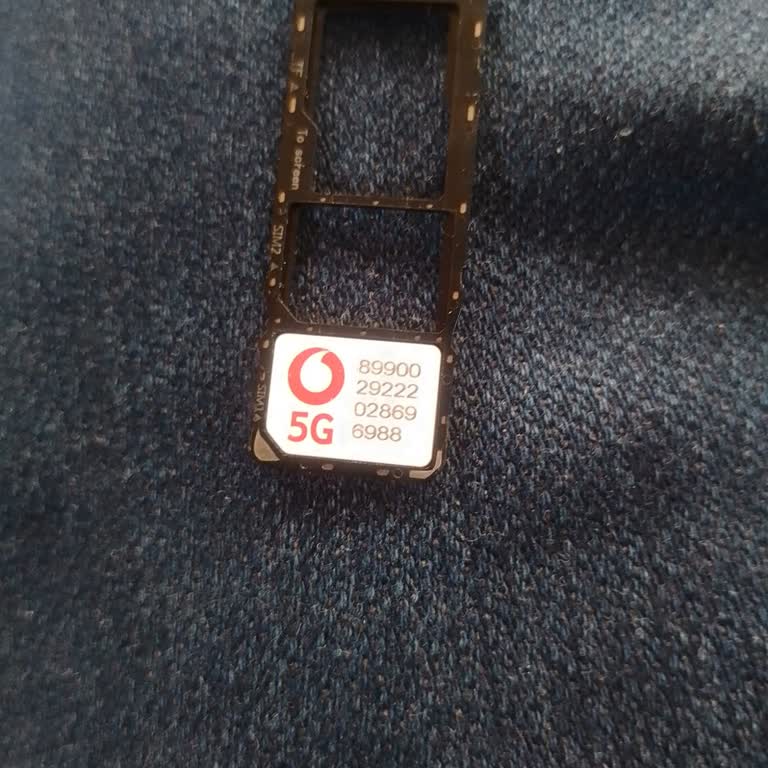 TF
To screen
SIM2
SIM1
89900
29222
02869
6988
5G